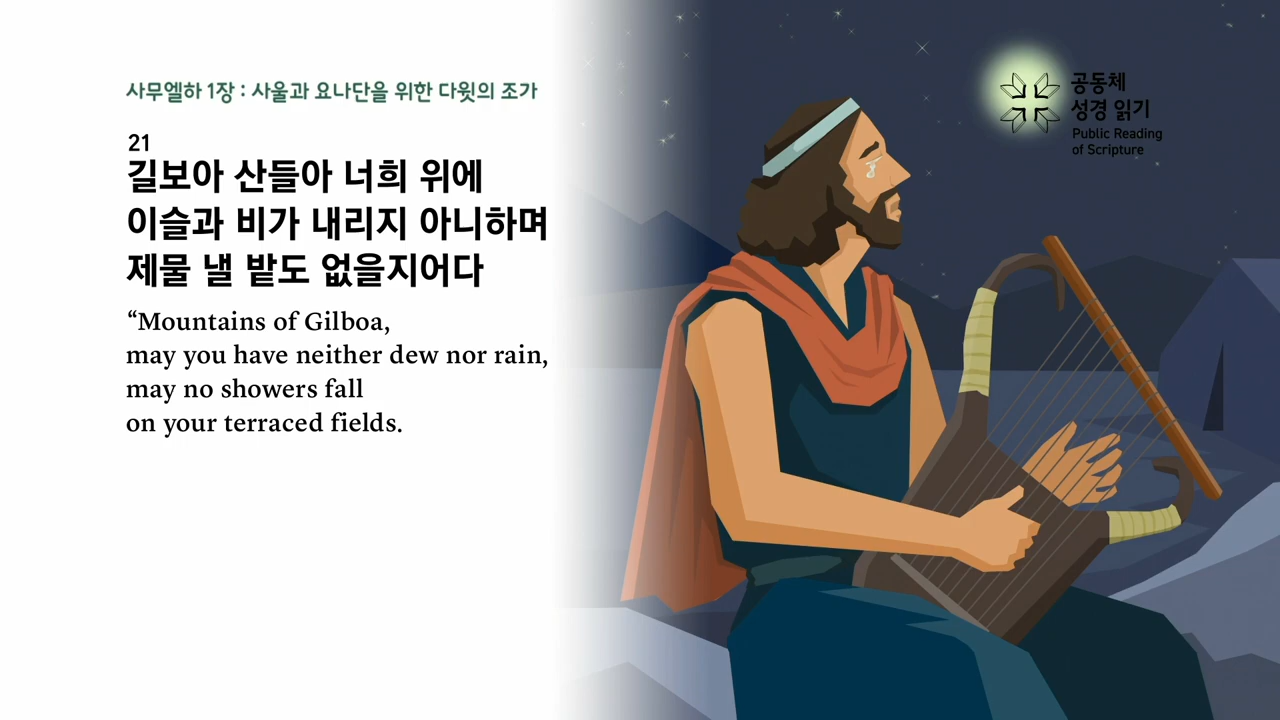 사무엘하 1장 : 사울과 요나단을 위한 다윗의 조가
21
길보아 산들아 너희 위에
이슬과 비가 내리지 아니하며
제물 낼 밭도 없을지어다
“Mountains of Gilboa,
may you have neither dew nor rain,
may no showers fall
on your terraced fields.
공동체
성경 읽기
Public Reading
of Scripture